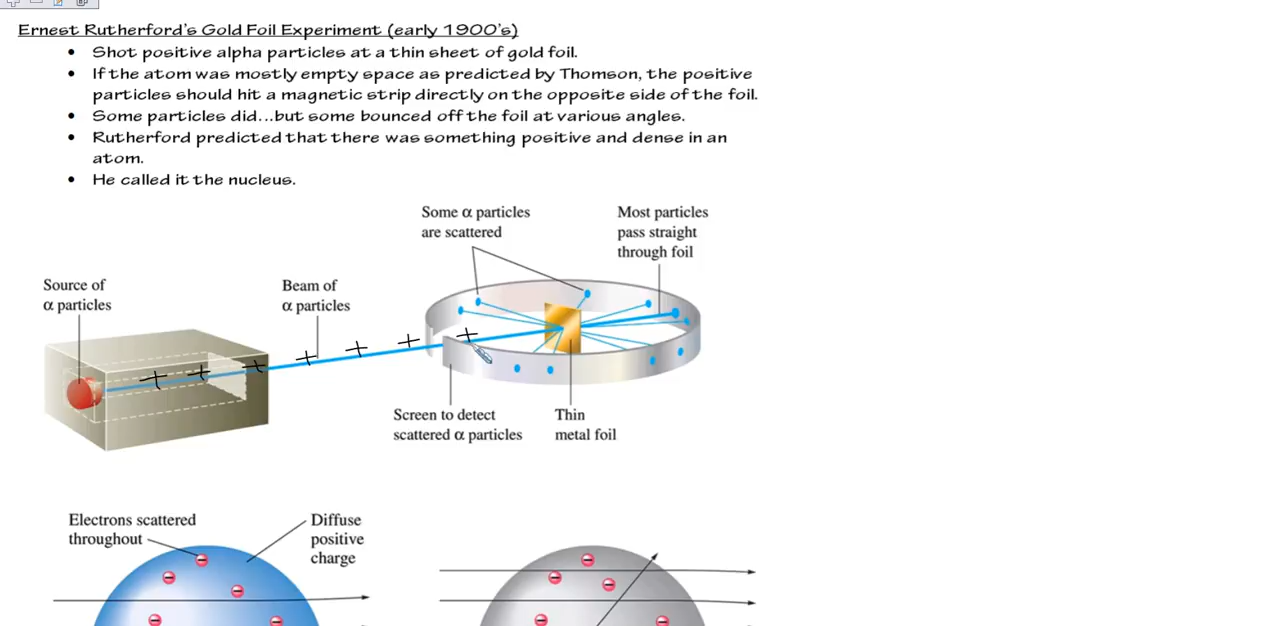 Ernest Rutherford's Gold Foil Experiment (early 1900's)
• Shot positive alpha particles at a thin sheet of gold foil.
• If the atom was mostly empty space as predicted by Thomson, the positive
particles should hit a magnetic strip directly on the opposite side of the foil.
• Some particles did...but some bounced off the foil at various angles.
• Rutherford predicted that there was something positive and dense in an
atom.
• He called it the nucleus.
Some α particles
are scattered
Most particles
pass straight
through foil
Source of
α particles
Beam of
α particles
+ + + + + + +
Screen to detect
scattered α particles
Thin
metal foil
Electrons scattered
throughout
Diffuse
positive
charge